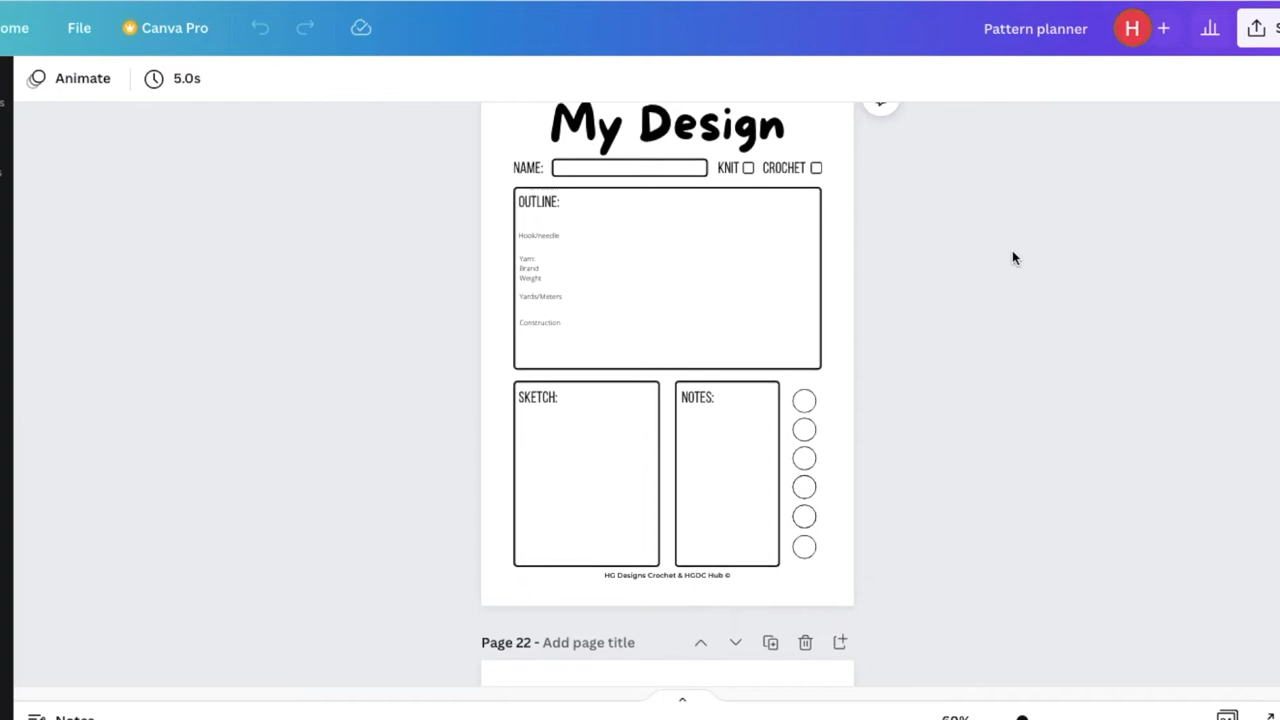 ome File Canva Pro Pattern planner H + S
Animate 5.0s
My Design
NAME: KNIT CROCHET
OUTLINE:
Hook/needle
Yarn:
Brand
Weight
Yards/Meters
Construction
SKETCH: NOTES:
HG Designs Crochet & HGDC Hub ©
Page 22 - Add page title
Notes